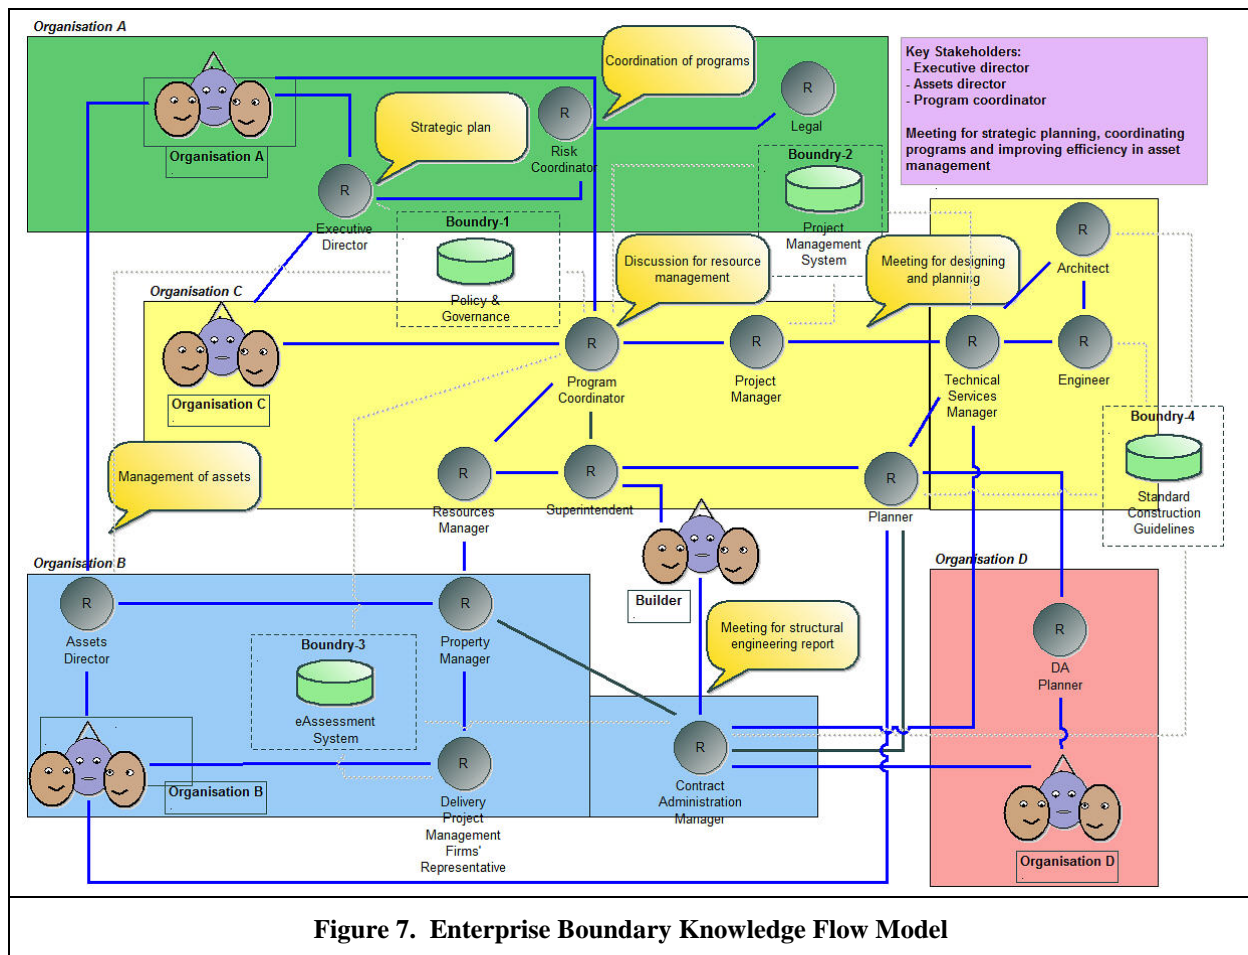 Organisation A
Coordination of programs
Key Stakeholders:
- Executive director
- Assets director
- Program coordinator
Meeting for strategic planning, coordinating
programs and improving efficiency in asset
management
R
R
Strategic plan
Legal
Risk
Coordinator
Organisation A
Boundry-2
R
Project
Management
System
Executive
Director
Boundry-1
Policy &
Governance
Discussion for resource
management
Meeting for designing
and planning
R
Architect
Organisation C
R
R
R
R
Organisation C
Program
Coordinator
Project
Manager
Technical
Services
Manager
Engineer
Boundry-4
Standard
Construction
Guidelines
Management of assets
R
R
R
Resources
Manager
Superintendent
Planner
Organisation B
Builder
Organisation D
R
R
Assets
Director
Property
Manager
Boundry-3
eAssessment
System
Meeting for structural
engineering report
R
DA
Planner
R
R
Organisation B
Delivery
Project
Management
Firms'
Representative
Contract
Administration
Manager
Organisation D
Figure 7. Enterprise Boundary Knowledge Flow Model